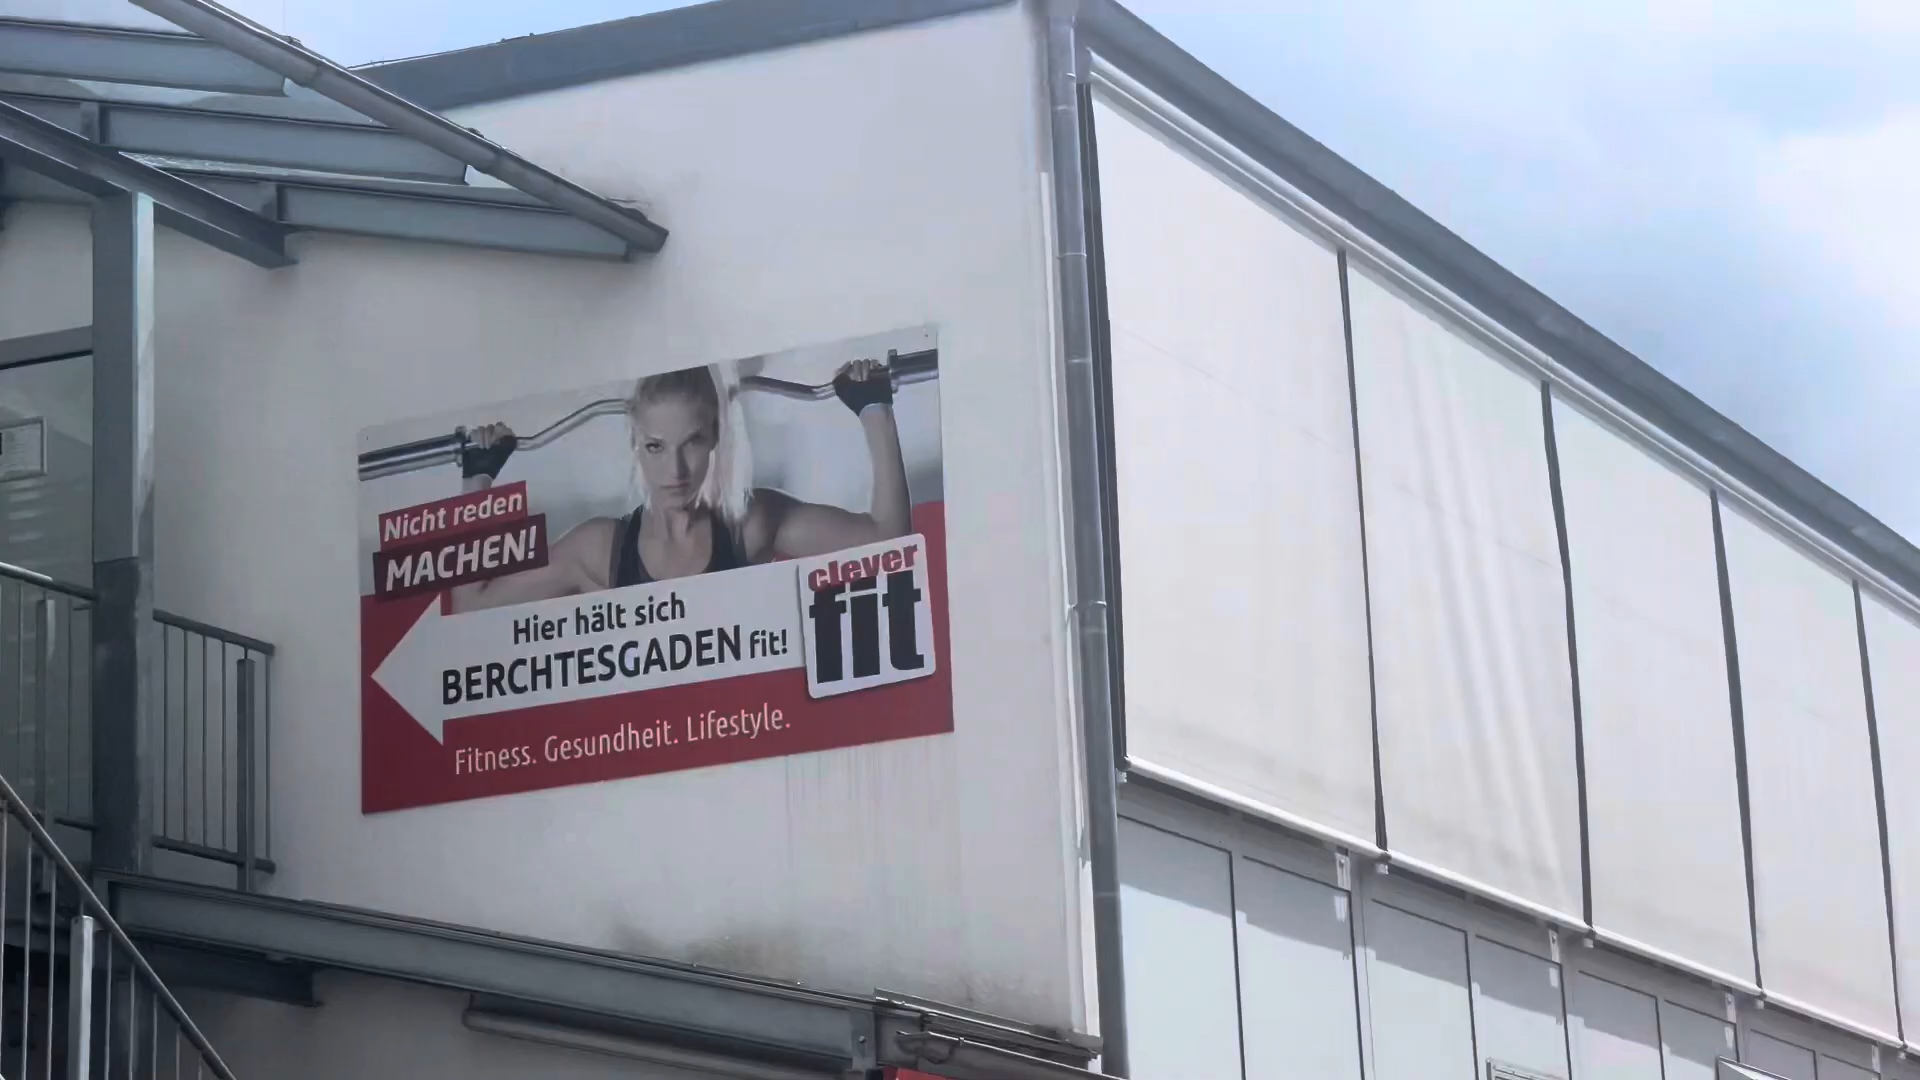 Nicht reden
MACHEN!
Hier hält sich
BERCHTESGADEN fit!
clever
fit
Fitness. Gesundheit. Lifestyle.